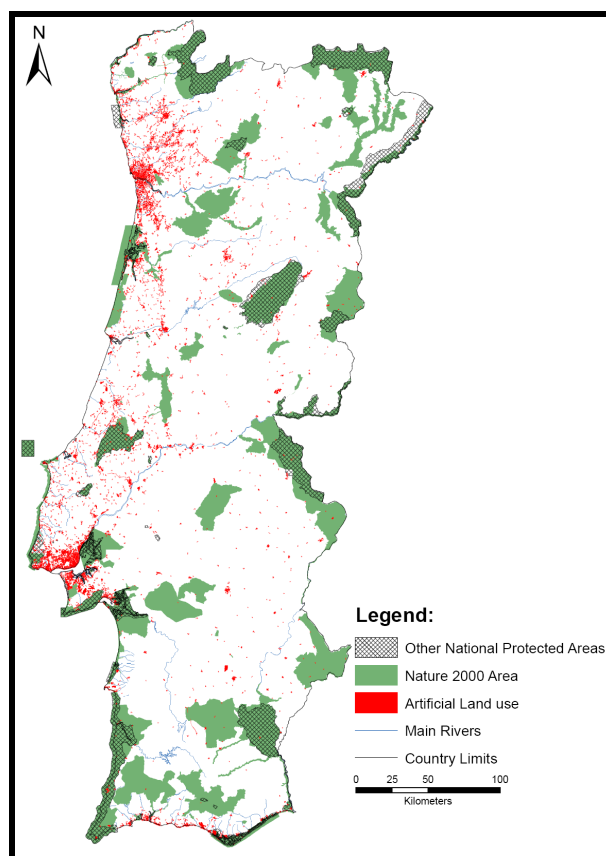 N
Legend:
Other National Protected Areas
Nature 2000 Area
Artificial Land use
Main Rivers
Country Limits
0 25 50 100
Kilometers